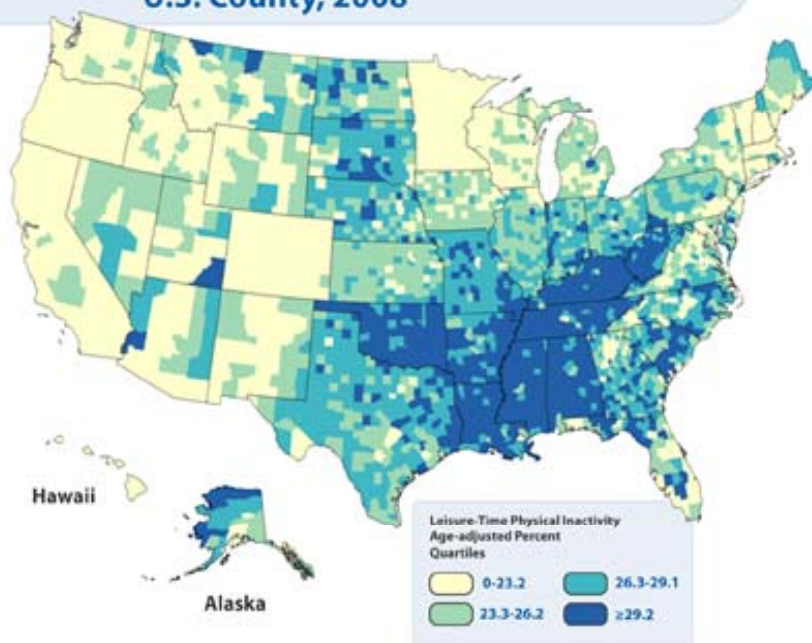 U.S. County, 2008
Hawaii
Alaska
Leisure-Time Physical Inactivity
Age-adjusted Percent
Quartiles
0-23.2
26.3-29.1
23.3-26.2
≥29.2